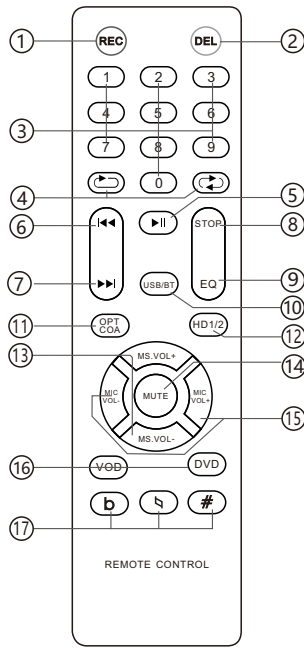 ① REC DEL ②
1 2 3
③ 4 5 6
7 8 9
④ 0 ⑤
⑥ STOP ⑧
⑦ USB/BT EQ ⑨
⑩
⑪ OPT COA HD1/2 ⑫
⑬ MS.VOL+ ⑭
MIC VOL- MUTE MIC VOL+ ⑮
MS.VOL-
⑯ VOD DVD
⑰ b ♮ #
REMOTE CONTROL